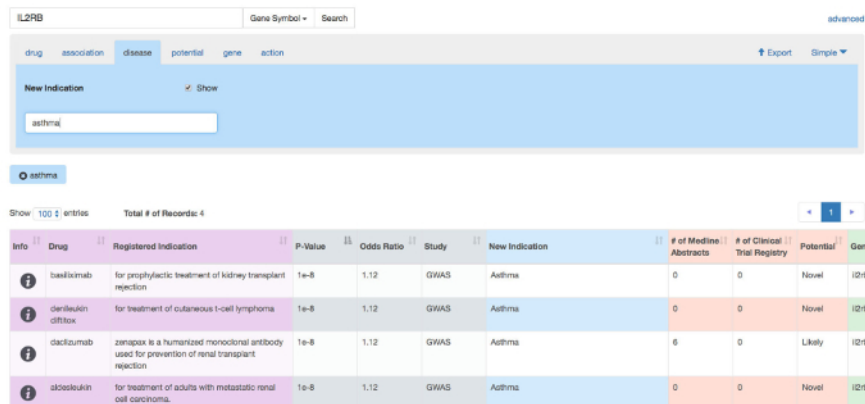 IL2RB Gene Symbol Search advanced
drug association disease potential gene action Export Simple
New Indication Show
asthma
asthma
Show 100 entries Total # of Records: 4 1
Info Drug Registered Indication P-Value Odds Ratio Study New Indication # of Medline Abstracts # of Clinical Trial Registry Potential Gen
basiliximab for prophylactic treatment of kidney transplant rejection 1e-8 1.12 GWAS Asthma 0 0 Novel il2r
denileukin diftitox for treatment of cutaneous t-cell lymphoma 1e-8 1.12 GWAS Asthma 0 0 Novel il2r
daclizumab zenapax is a humanized monoclonal antibody used for prevention of renal transplant rejection 1e-8 1.12 GWAS Asthma 6 0 Likely il2r
aldesleukin for treatment of adults with metastatic renal cell carcinoma. 1e-8 1.12 GWAS Asthma 0 0 Novel il2r